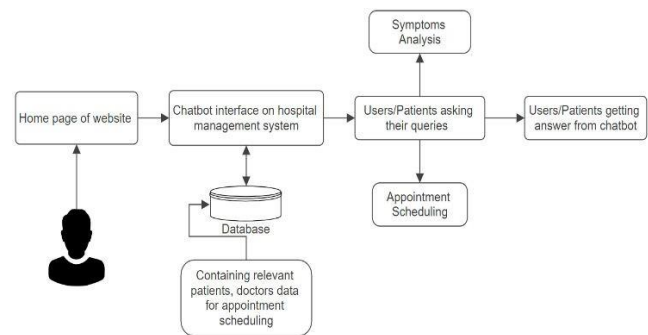 Symptoms
Analysis
Home page of website
Chatbot interface on hospital
management system
Users/Patients asking
their queries
Users/Patients getting
answer from chatbot
Appointment
Scheduling
Database
Containing relevant
patients, doctors data
for appointment
scheduling